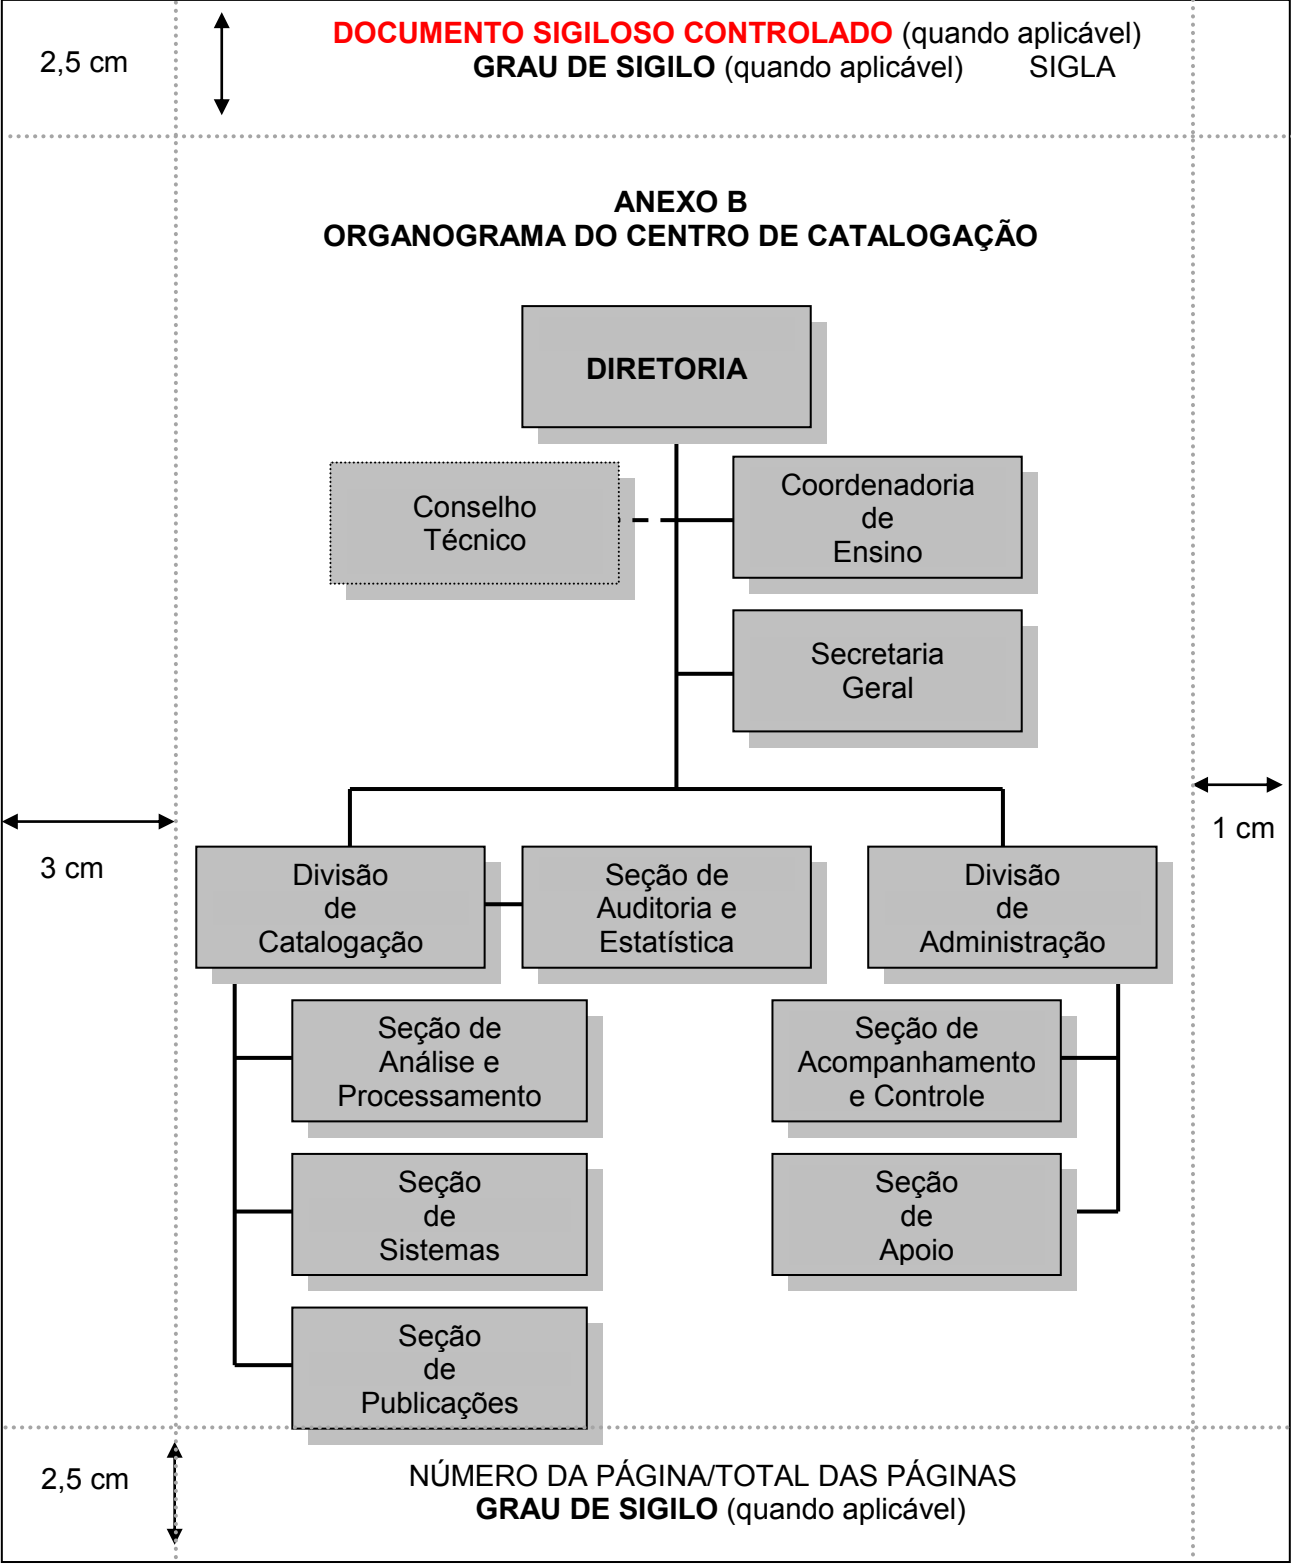 DOCUMENTO SIGILOSO CONTROLADO (quando aplicável)
2,5 cm
GRAU DE SIGILO (quando aplicável) SIGLA
ANEXO B
ORGANOGRAMA DO CENTRO DE CATALOGAÇÃO
DIRETORIA
Conselho
Técnico
Coordenadoria
de
Ensino
Secretaria
Geral
1 cm
3 cm
Divisão
de
Catalogação
Seção de
Auditoria e
Estatística
Divisão
de
Administração
Seção de
Análise e
Processamento
Seção de
Acompanhamento
e Controle
Seção
de
Sistemas
Seção
de
Apoio
Seção
de
Publicações
2,5 cm
NÚMERO DA PÁGINA/TOTAL DAS PÁGINAS
GRAU DE SIGILO (quando aplicável)